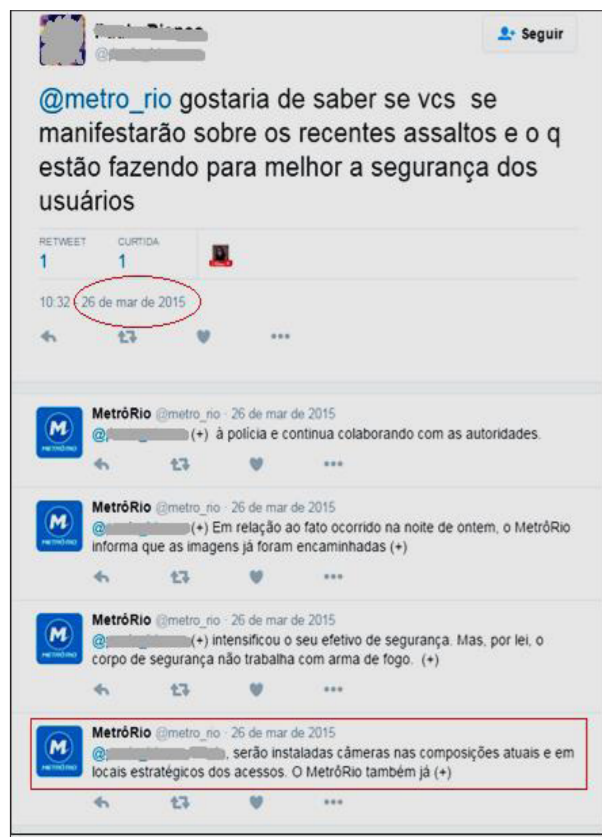 Seguir
@
@metro_rio gostaria de saber se vcs se
manifestarão sobre os recentes assaltos e o q
estão fazendo para melhor a segurança dos
usuários
RETWEET CURTIDA
1 1
10:32 - 26 de mar de 2015
MetrôRio @metro_rio · 26 de mar de 2015
@ (+) à polícia e continua colaborando com as autoridades.
MetrôRio @metro_rio · 26 de mar de 2015
@ (+) Em relação ao fato ocorrido na noite de ontem, o MetrôRio
informa que as imagens já foram encaminhadas (+)
MetrôRio @metro_rio · 26 de mar de 2015
@ (+) intensificou o seu efetivo de segurança. Mas, por lei, o
corpo de segurança não trabalha com arma de fogo. (+)
MetrôRio @metro_rio · 26 de mar de 2015
@ , serão instaladas câmeras nas composições atuais e em
locais estratégicos dos acessos. O MetrôRio também já (+)